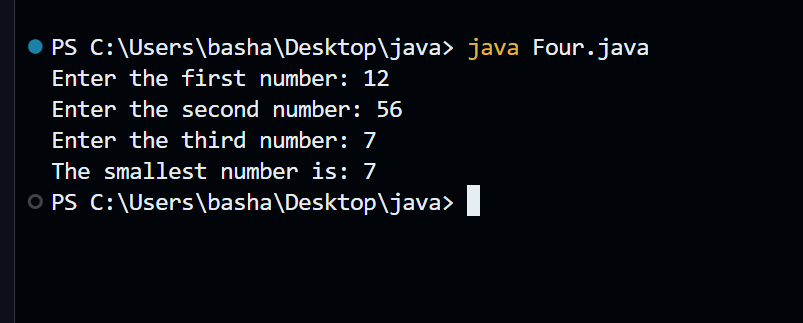 PS C:\Users\basha\Desktop\java> java Four.java
Enter the first number: 12
Enter the second number: 56
Enter the third number: 7
The smallest number is: 7
PS C:\Users\basha\Desktop\java>